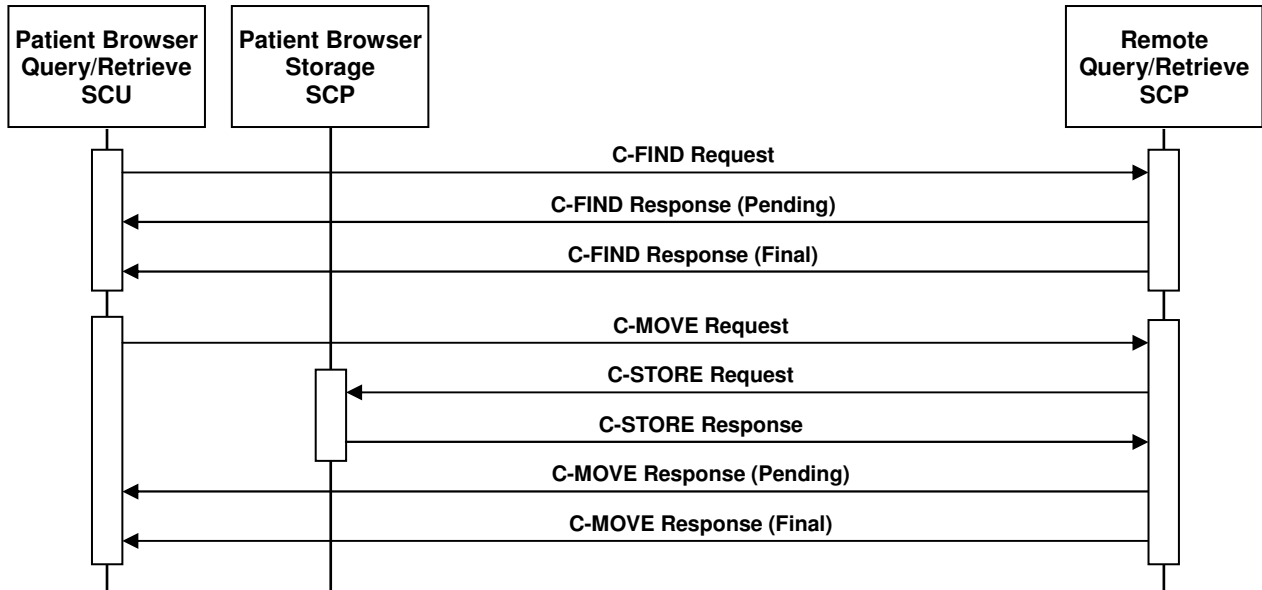 Patient Browser
Query/Retrieve
SCU
Patient Browser
Storage
SCP
Remote
Query/Retrieve
SCP
C-FIND Request
C-FIND Response (Pending)
C-FIND Response (Final)
C-MOVE Request
C-STORE Request
C-STORE Response
C-MOVE Response (Pending)
C-MOVE Response (Final)